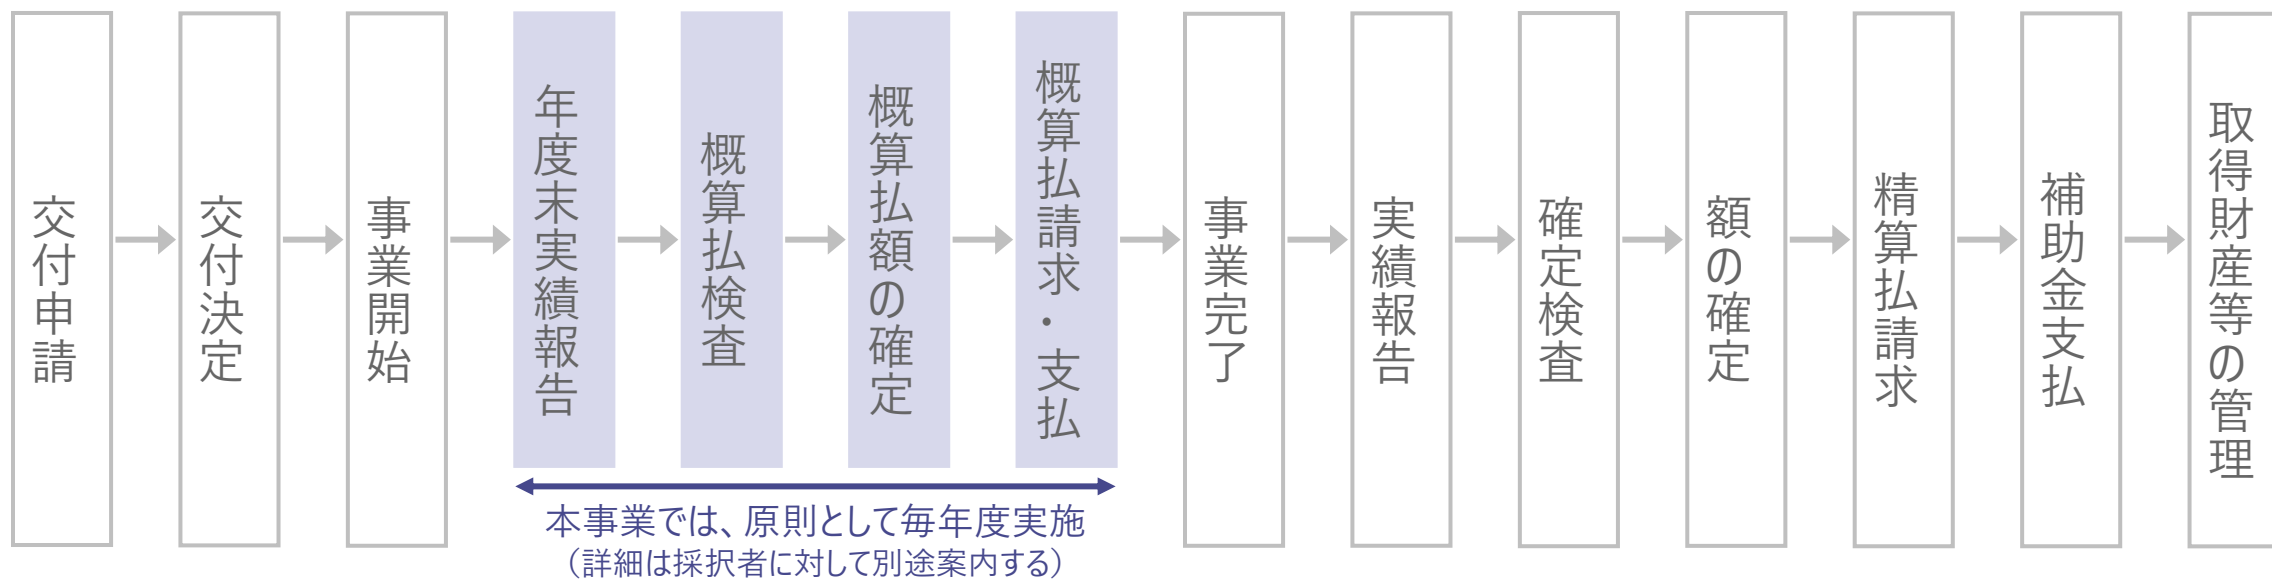 交付申請
交付決定
事業開始
年度末実績報告
概算払検査
概算払額の確定
概算払請求・支払
事業完了
実績報告
確定検査
額の確定
精算払請求
補助金支払
取得財産等の管理
本事業では、原則として毎年度実施
（詳細は採択者に対して別途案内する）